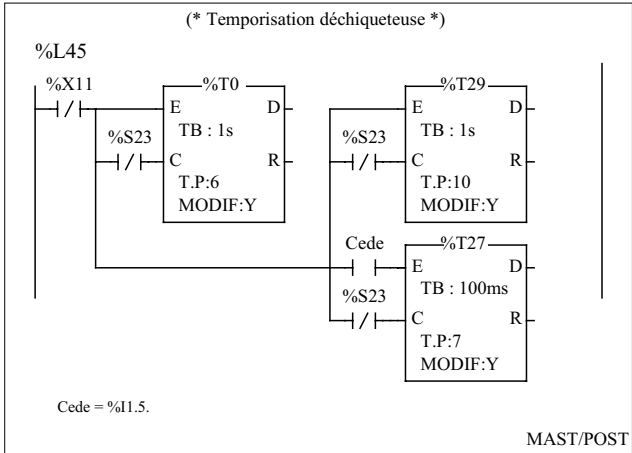 (* Temporisation déchiqueteuse *)
%L45
%X11
%T0
%T29
E
D
E
D
TB : 1s
TB : 1s
%S23
%S23
C
R
C
R
T.P:6
T.P:10
MODIF:Y
MODIF:Y
Cede
%T27
E
D
TB : 100ms
%S23
C
R
T.P:7
MODIF:Y
Cede = %I1.5.
MAST/POST